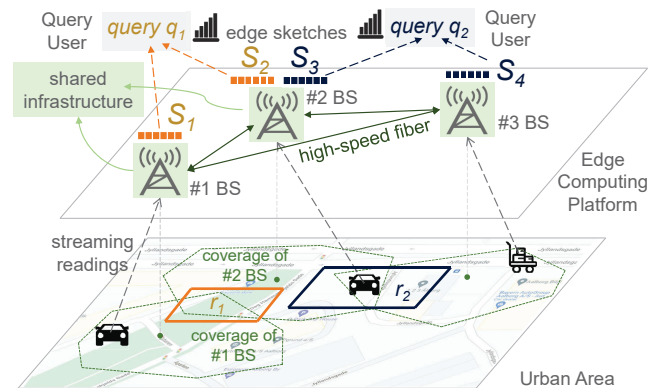 Query User
query q1
edge sketches
query q2
Query User
shared infrastructure
S1
S2
S3
S4
#2 BS
#3 BS
#1 BS
high-speed fiber
Edge Computing Platform
streaming readings
coverage of #2 BS
r1
r2
coverage of #1 BS
Urban Area